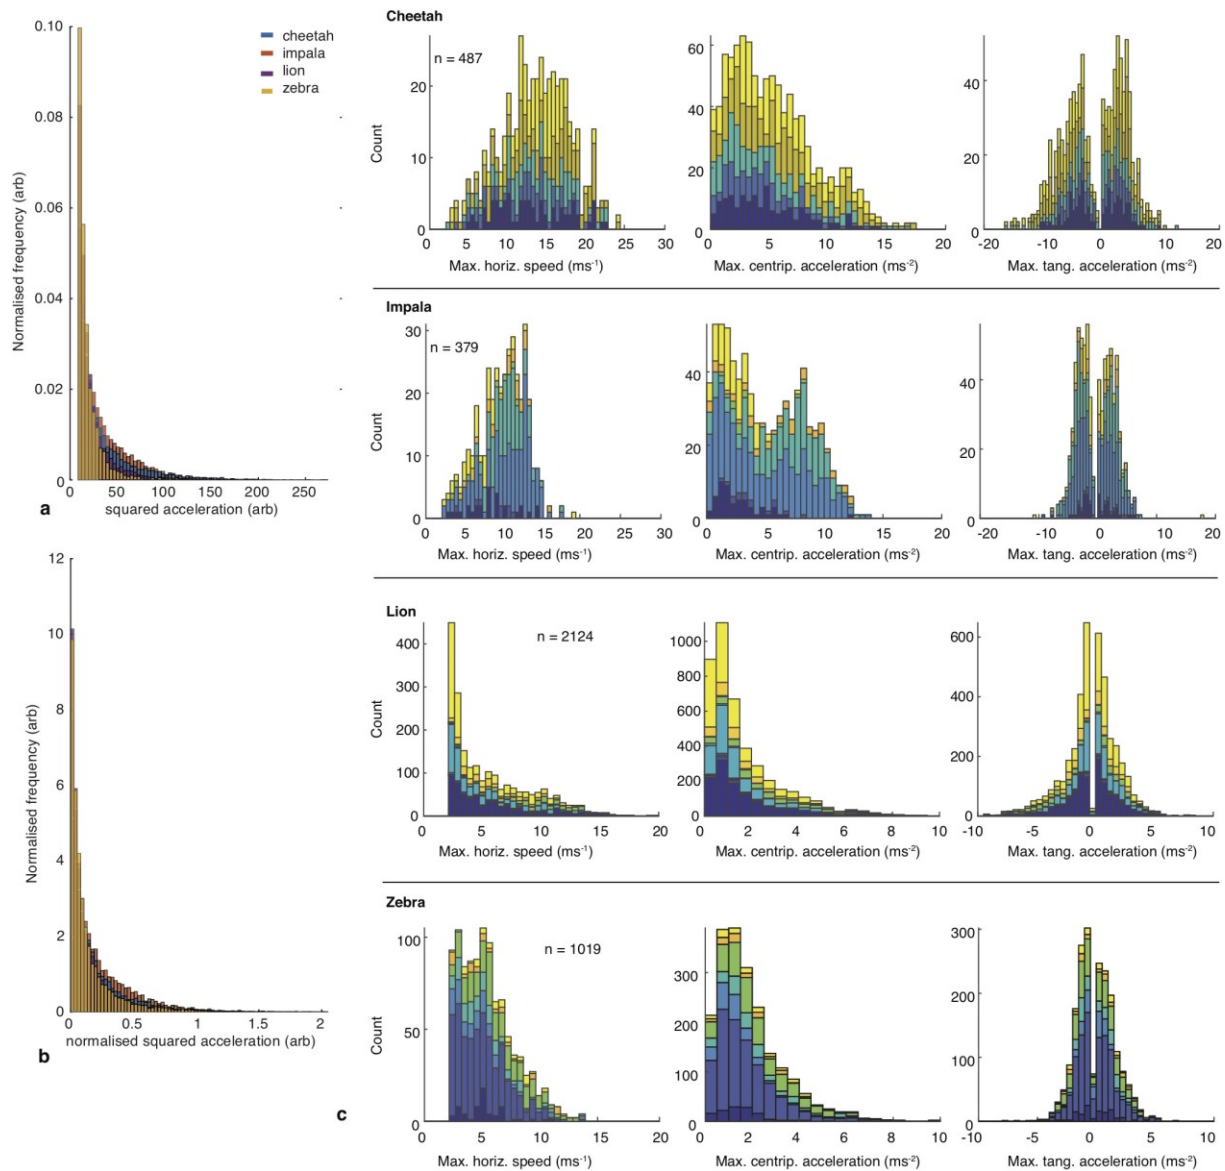 0.10
0.08
0.06
0.04
0.02
0
Normalised frequency (arb)
cheetah
impala
lion
zebra
0 50 100 150 200 250
squared acceleration (arb)
a
12
10
8
6
4
2
0
Normalised frequency (arb)
0 0.5 1 1.5 2
normalised squared acceleration (arb)
b
Cheetah
n = 487
Count
20
10
0
0 5 10 15 20 25 30
Max. horiz. speed (ms-1)
60
40
20
0
0 5 10 15 20
Max. centrip. acceleration (ms-2)
40
20
0
-20 -10 0 10 20
Max. tang. acceleration (ms-2)
Impala
n = 379
Count
30
20
10
0
0 5 10 15 20 25 30
Max. horiz. speed (ms-1)
40
20
0
0 5 10 15 20
Max. centrip. acceleration (ms-2)
40
20
0
-20 -10 0 10 20
Max. tang. acceleration (ms-2)
Lion
n = 2124
Count
400
300
200
100
0
0 5 10 15 20
Max. horiz. speed (ms-1)
1000
800
600
400
200
0
0 2 4 6 8 10
Max. centrip. acceleration (ms-2)
600
400
200
0
-10 -5 0 5 10
Max. tang. acceleration (ms-2)
Zebra
n = 1019
Count
100
50
0
0 5 10 15 20
Max. horiz. speed (ms-1)
300
200
100
0
0 2 4 6 8 10
Max. centrip. acceleration (ms-2)
300
200
100
0
-10 -5 0 5 10
Max. tang. acceleration (ms-2)
c